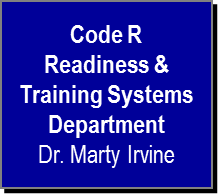 Code R
Readiness &
Training Systems
Department
Dr. Marty Irvine